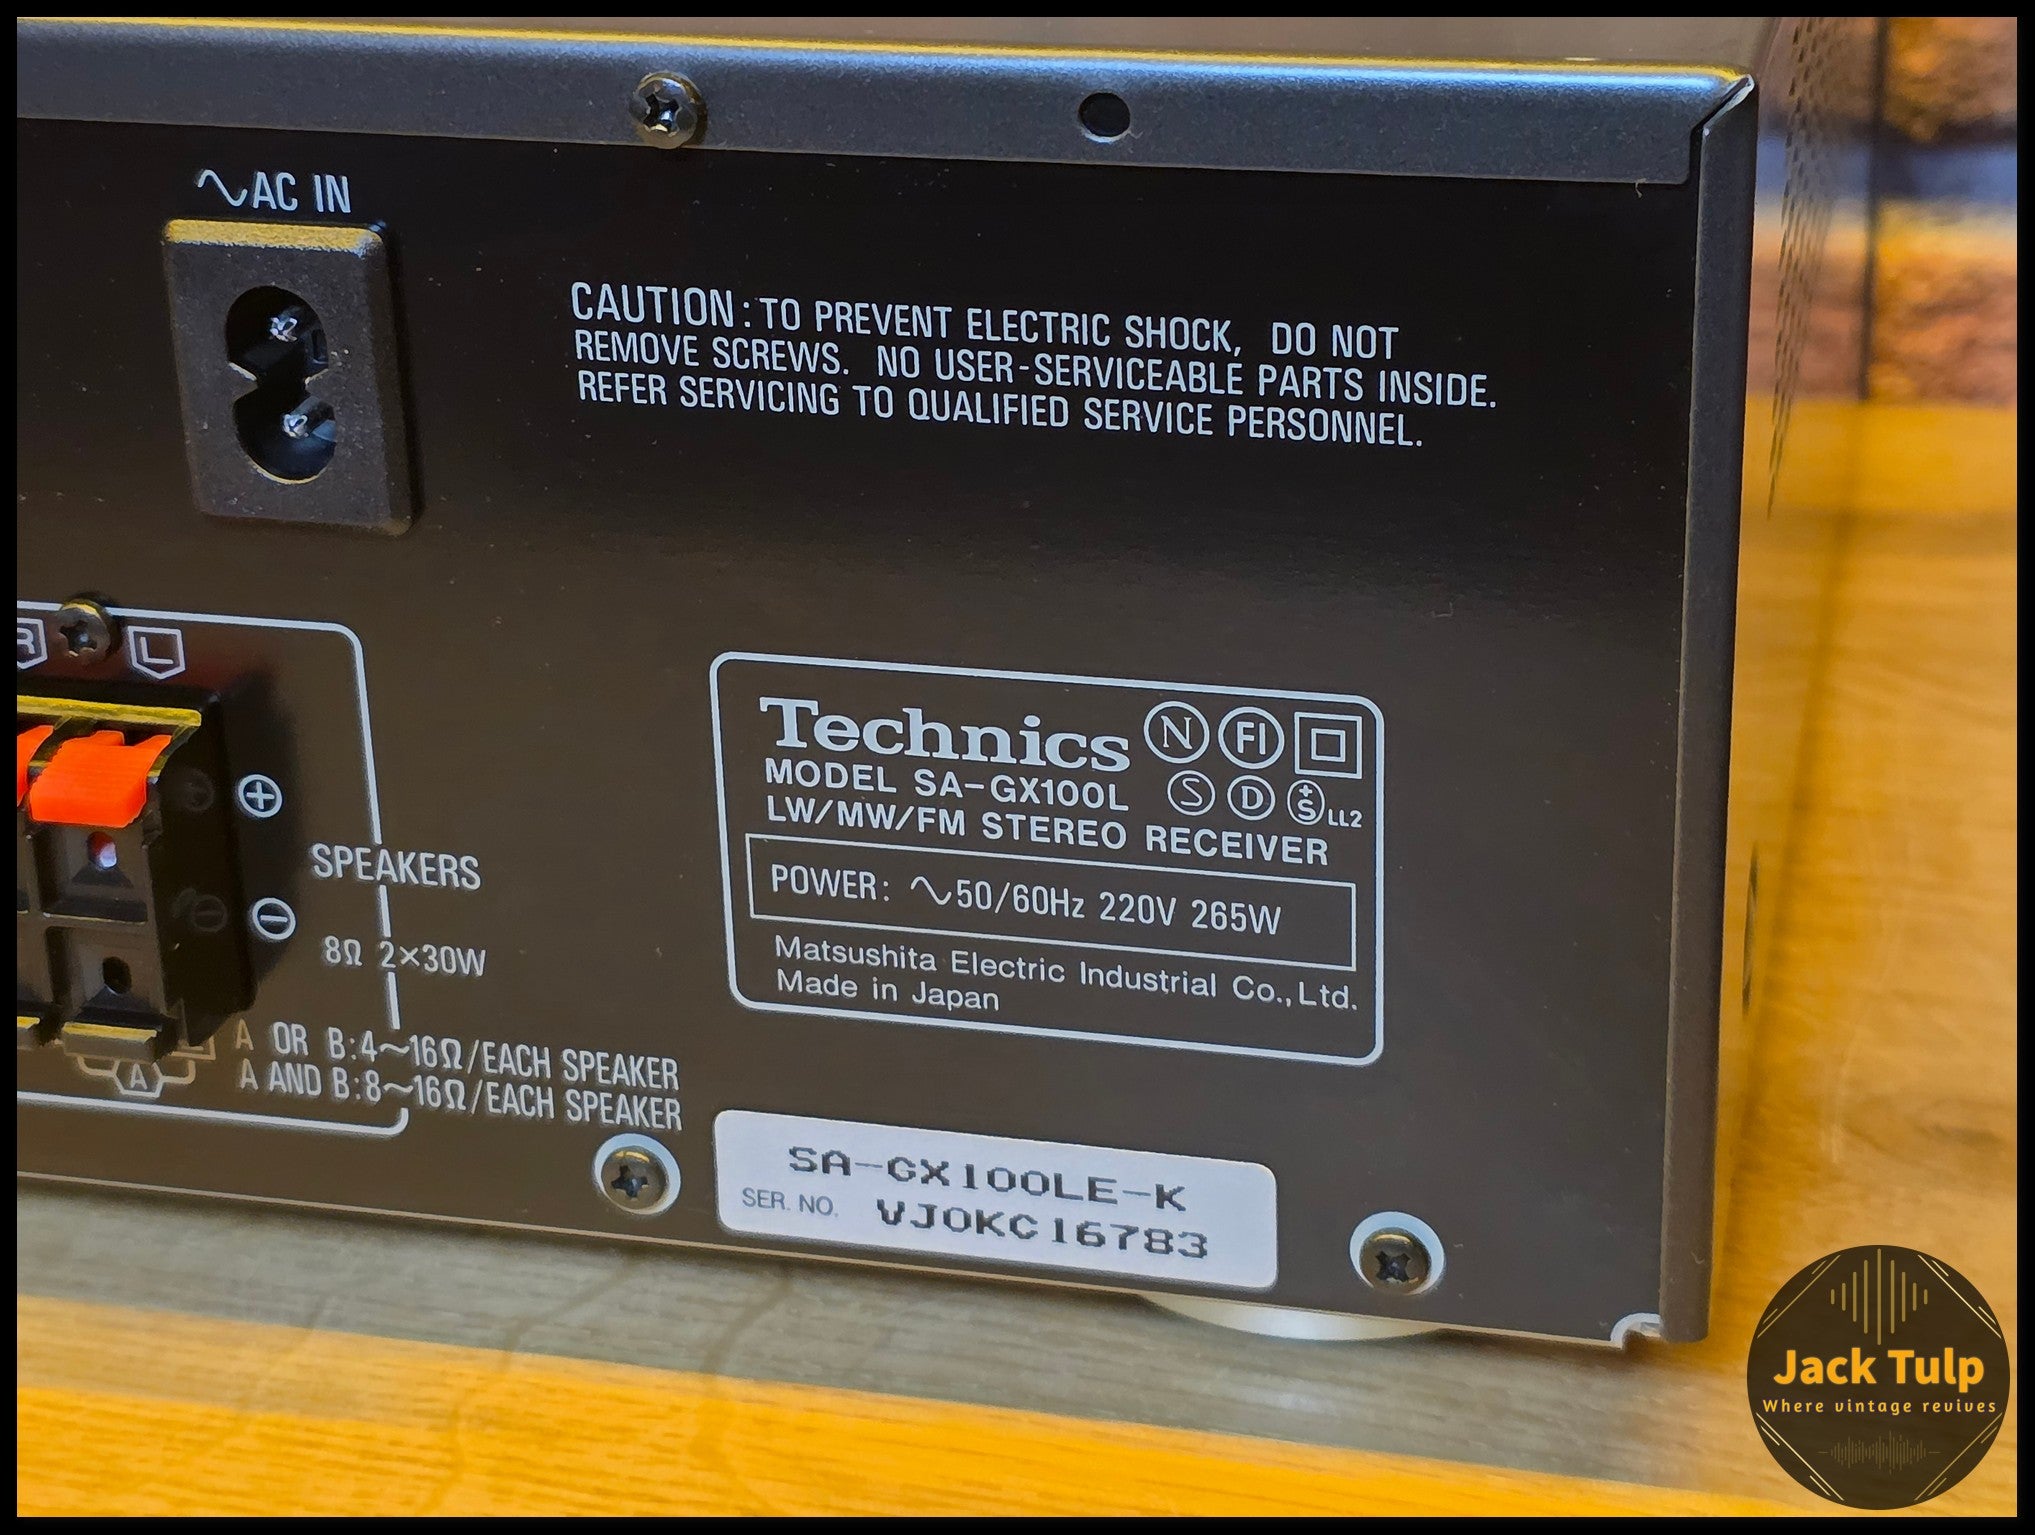 ∿AC IN
CAUTION: TO PREVENT ELECTRIC SHOCK, DO NOT
REMOVE SCREWS. NO USER-SERVICEABLE PARTS INSIDE.
REFER SERVICING TO QUALIFIED SERVICE PERSONNEL.
R L
+
SPEAKERS
−
8Ω 2×30W
A OR B:4~16Ω/EACH SPEAKER
A AND B:8~16Ω/EACH SPEAKER
A
Technics N FI
MODEL SA-GX100L S D +S LL2
LW/MW/FM STEREO RECEIVER
POWER: ∿50/60Hz 220V 265W
Matsushita Electric Industrial Co., Ltd.
Made in Japan
SA-GX100LE-K
SER. NO. VJ0KC16783
Jack Tulp
Where vintage revives